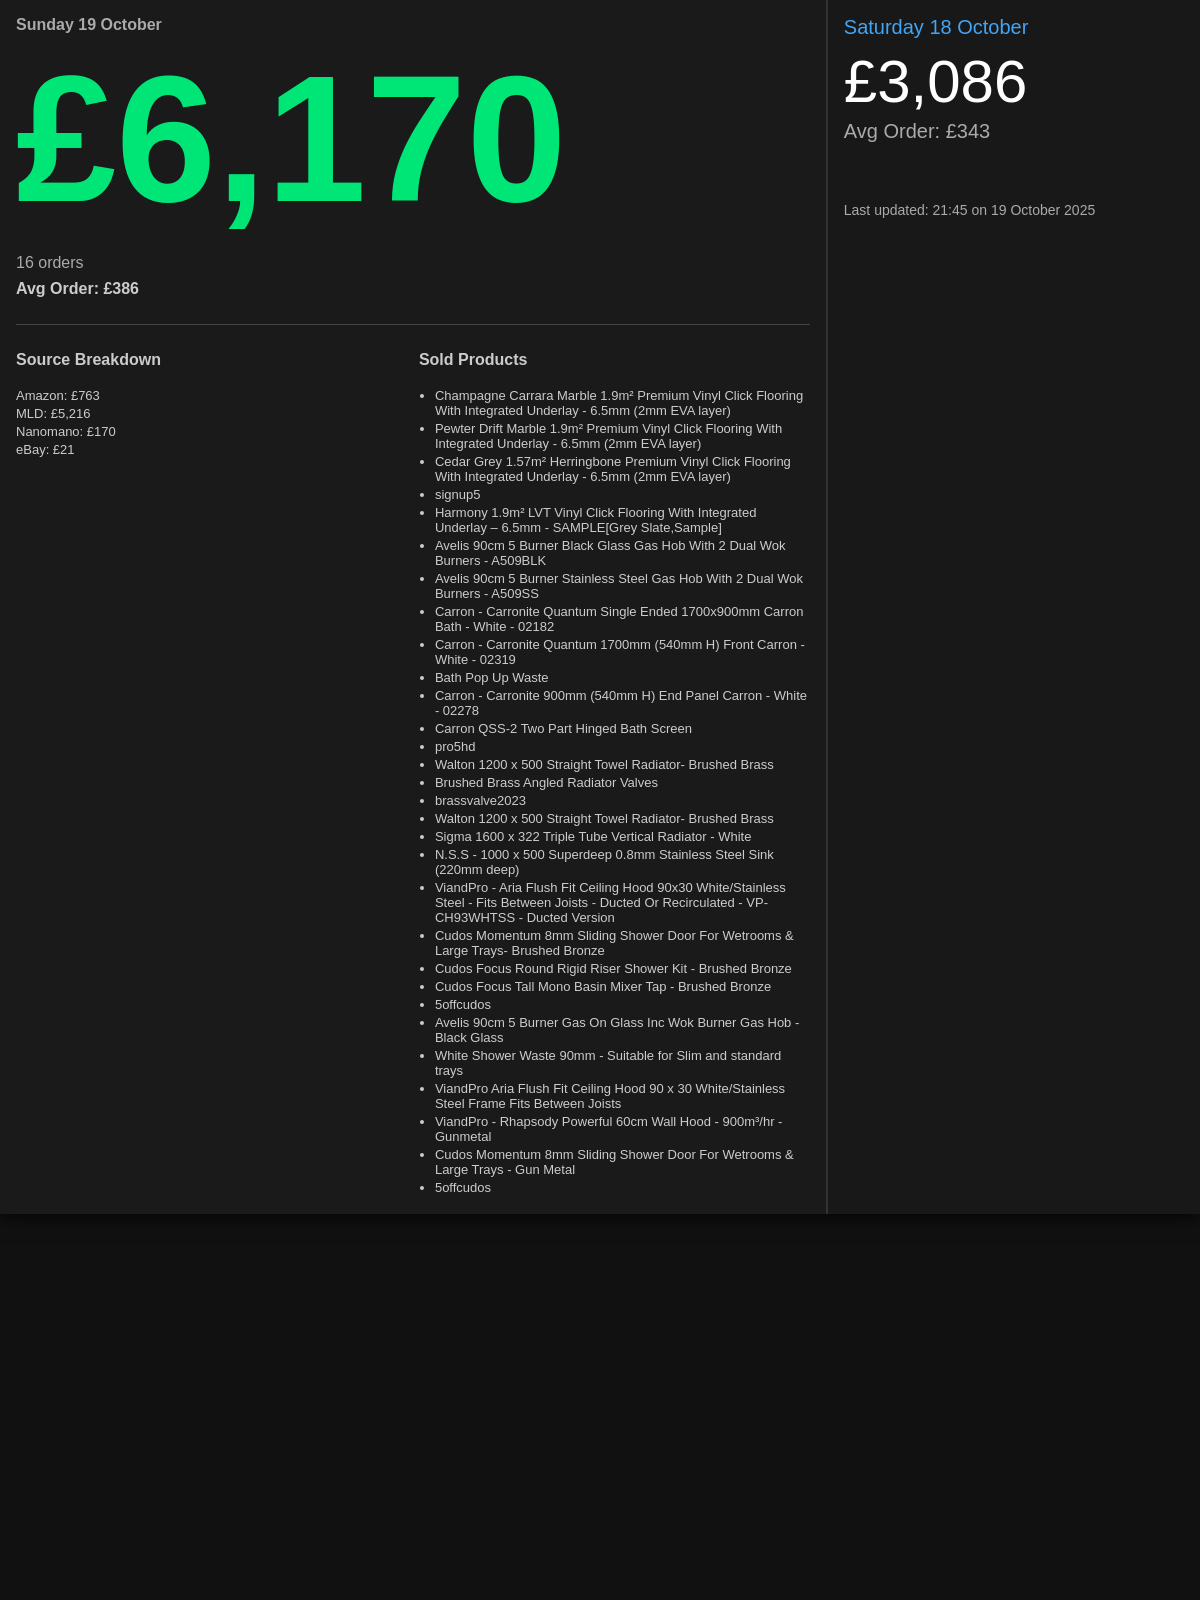 Sunday 19 October
£6,170
16 orders
Avg Order: £386
Source Breakdown
Amazon: £763
MLD: £5,216
Nanomano: £170
eBay: £21
Sold Products
• Champagne Carrara Marble 1.9m² Premium Vinyl Click Flooring
With Integrated Underlay - 6.5mm (2mm EVA layer)
• Pewter Drift Marble 1.9m² Premium Vinyl Click Flooring With
Integrated Underlay - 6.5mm (2mm EVA layer)
• Cedar Grey 1.57m² Herringbone Premium Vinyl Click Flooring
With Integrated Underlay - 6.5mm (2mm EVA layer)
• signup5
• Harmony 1.9m² LVT Vinyl Click Flooring With Integrated
Underlay – 6.5mm - SAMPLE[Grey Slate,Sample]
• Avelis 90cm 5 Burner Black Glass Gas Hob With 2 Dual Wok
Burners - A509BLK
• Avelis 90cm 5 Burner Stainless Steel Gas Hob With 2 Dual Wok
Burners - A509SS
• Carron - Carronite Quantum Single Ended 1700x900mm Carron
Bath - White - 02182
• Carron - Carronite Quantum 1700mm (540mm H) Front Carron -
White - 02319
• Bath Pop Up Waste
• Carron - Carronite 900mm (540mm H) End Panel Carron - White
- 02278
• Carron QSS-2 Two Part Hinged Bath Screen
• pro5hd
• Walton 1200 x 500 Straight Towel Radiator- Brushed Brass
• Brushed Brass Angled Radiator Valves
• brassvalve2023
• Walton 1200 x 500 Straight Towel Radiator- Brushed Brass
• Sigma 1600 x 322 Triple Tube Vertical Radiator - White
• N.S.S - 1000 x 500 Superdeep 0.8mm Stainless Steel Sink
(220mm deep)
• ViandPro - Aria Flush Fit Ceiling Hood 90x30 White/Stainless
Steel - Fits Between Joists - Ducted Or Recirculated - VP-
CH93WHTSS - Ducted Version
• Cudos Momentum 8mm Sliding Shower Door For Wetrooms &
Large Trays- Brushed Bronze
• Cudos Focus Round Rigid Riser Shower Kit - Brushed Bronze
• Cudos Focus Tall Mono Basin Mixer Tap - Brushed Bronze
• 5offcudos
• Avelis 90cm 5 Burner Gas On Glass Inc Wok Burner Gas Hob -
Black Glass
• White Shower Waste 90mm - Suitable for Slim and standard
trays
• ViandPro Aria Flush Fit Ceiling Hood 90 x 30 White/Stainless
Steel Frame Fits Between Joists
• ViandPro - Rhapsody Powerful 60cm Wall Hood - 900m³/hr -
Gunmetal
• Cudos Momentum 8mm Sliding Shower Door For Wetrooms &
Large Trays - Gun Metal
• 5offcudos
Saturday 18 October
£3,086
Avg Order: £343
Last updated: 21:45 on 19 October 2025